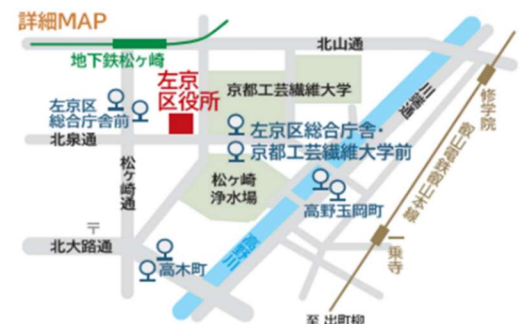 詳細MAP
北山通
地下鉄松ヶ崎
左京
区役所
京都工芸繊維大学
川端通
修学院
左京区
総合庁舎前
左京区総合庁舎・
京都工芸繊維大学前
北泉通
叡山電鉄叡山本線
松ヶ崎通
松ヶ崎
浄水場
高野玉岡町
〒
北大路通
高木町
高野川
一乗寺
至 出町柳